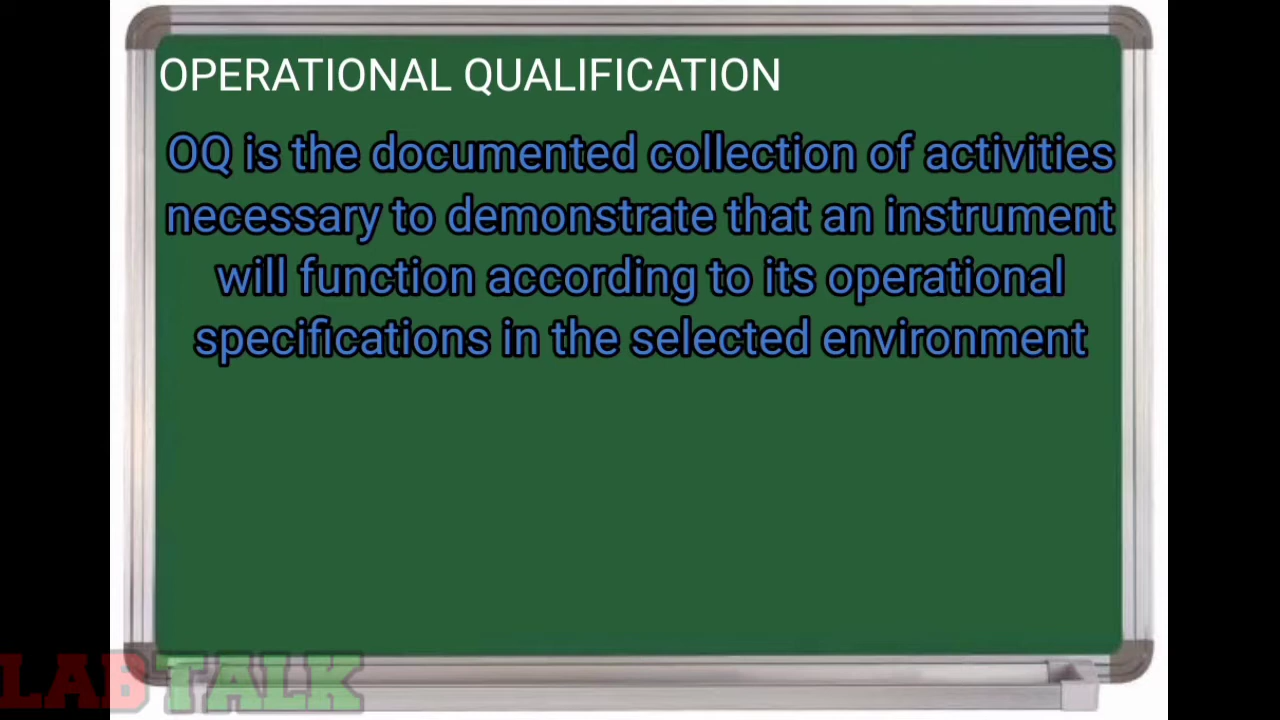 OPERATIONAL QUALIFICATION
OQ is the documented collection of activities
necessary to demonstrate that an instrument
will function according to its operational
specifications in the selected environment
LABTALK